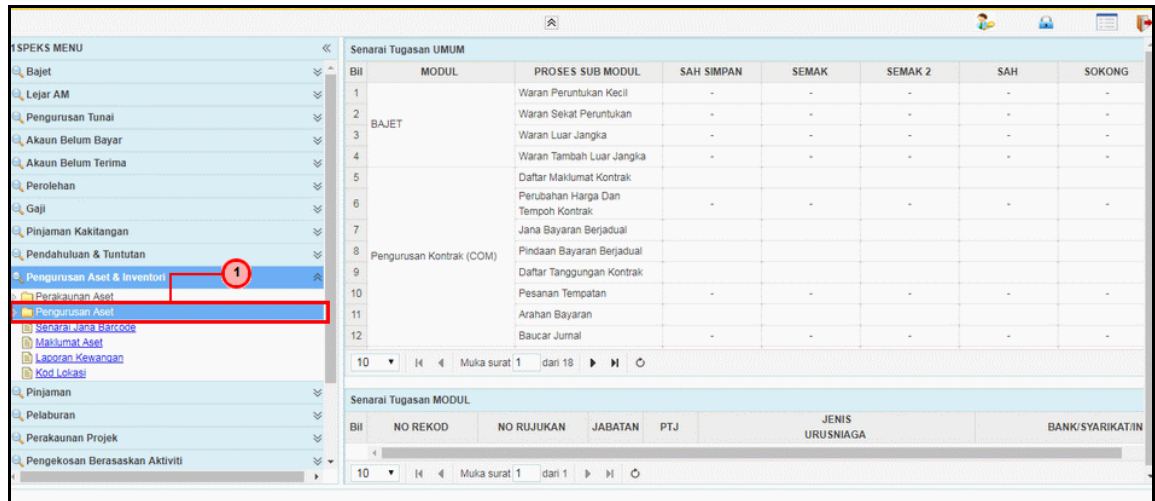 1SPEKS MENU
Bajet
Lejar AM
Pengurusan Tunai
Akaun Belum Bayar
Akaun Belum Terima
Perolehan
Gaji
Pinjaman Kakitangan
Pendahuluan & Tuntutan
Pengurusan Aset & Inventori
1
Perakaunan Aset
Pengurusan Aset
Senarai Jana Barcode
Maklumat Aset
Laporan Kewangan
Kod Lokasi
Pinjaman
Pelaburan
Perakaunan Projek
Pengekosan Berasaskan Aktiviti
Senarai Tugasan UMUM
Bil MODUL PROSES SUB MODUL SAH SIMPAN SEMAK SEMAK 2 SAH SOKONG
1 Waran Peruntukan Kecil - - - - -
2 Waran Sekat Peruntukan - - - - -
BAJET
3 Waran Luar Jangka - - - - -
4 Waran Tambah Luar Jangka - - - - -
5 Daftar Maklumat Kontrak
6 Perubahan Harga Dan - - - - -
Tempoh Kontrak
7 Jana Bayaran Berjadual
8 Pengurusan Kontrak (COM) Pindaan Bayaran Berjadual
9 Daftar Tanggungan Kontrak
10 Pesanan Tempatan - - - - -
11 Arahan Bayaran
12 Baucar Jurnal - - - - -
10 Muka surat 1 dari 18
Senarai Tugasan MODUL
Bil NO REKOD NO RUJUKAN JABATAN PTJ JENIS URUSNIAGA BANK/SYARIKAT/IN
10 Muka surat 1 dari 1